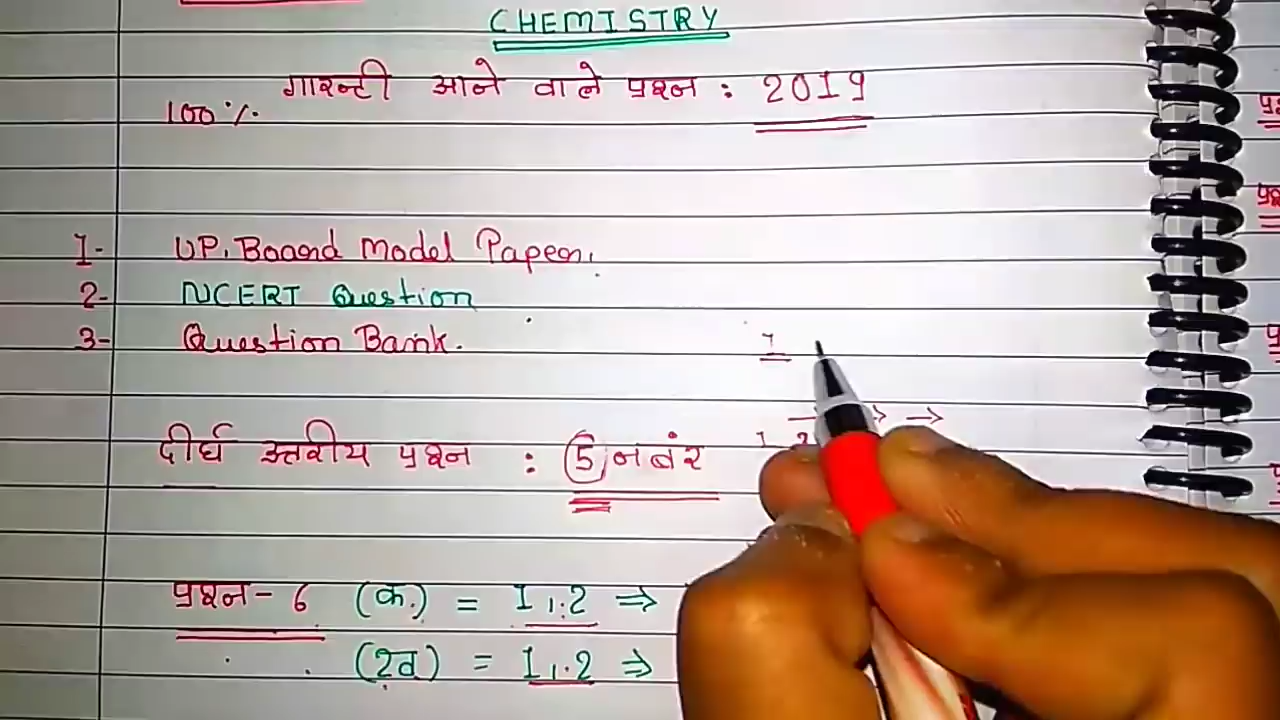 CHEMISTRY
100% गारन्टी आने वाले प्रश्न : 2019
1- UP. Board Model Paper.
2- NCERT Question
3- Question Bank.
दीर्घ उत्तरीय प्रश्न : 5 नबंर
प्रश्न- 6 (क.) = 1,.2 ⇒
(ख) = 1,.2 ⇒